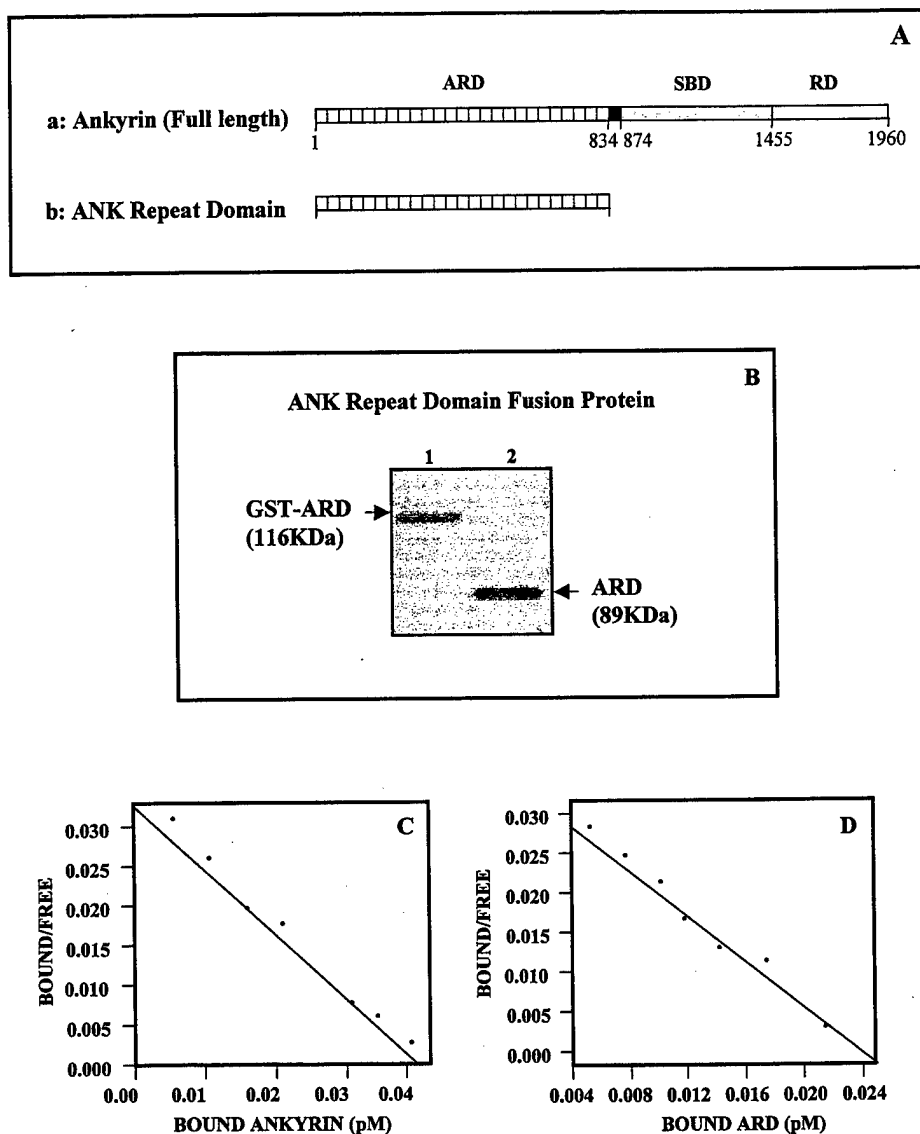 A
ARD SBD RD
a: Ankyrin (Full length)
1 834 874 1455 1960
b: ANK Repeat Domain
B
ANK Repeat Domain Fusion Protein
1 2
GST-ARD
(116KDa)
ARD
(89KDa)
C
BOUND/FREE
0.030
0.025
0.020
0.015
0.010
0.005
0.000
0.00 0.01 0.02 0.03 0.04
BOUND ANKYRIN (pM)
D
BOUND/FREE
0.030
0.025
0.020
0.015
0.010
0.005
0.000
0.004 0.008 0.012 0.016 0.020 0.024
BOUND ARD (pM)